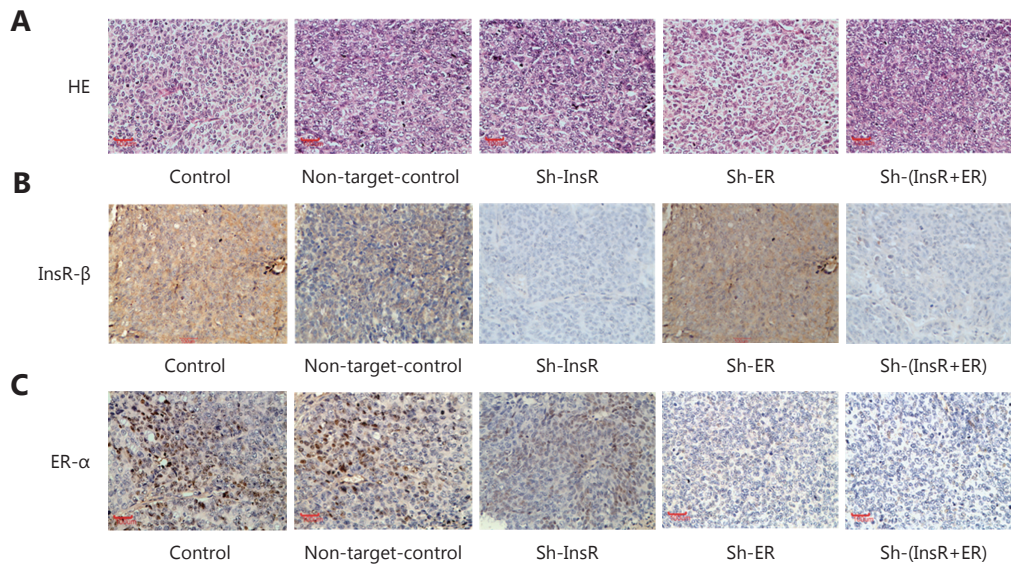 A
HE
Control Non-target-control Sh-InsR Sh-ER Sh-(InsR+ER)
B
InsR-β
Control Non-target-control Sh-InsR Sh-ER Sh-(InsR+ER)
C
ER-α
Control Non-target-control Sh-InsR Sh-ER Sh-(InsR+ER)